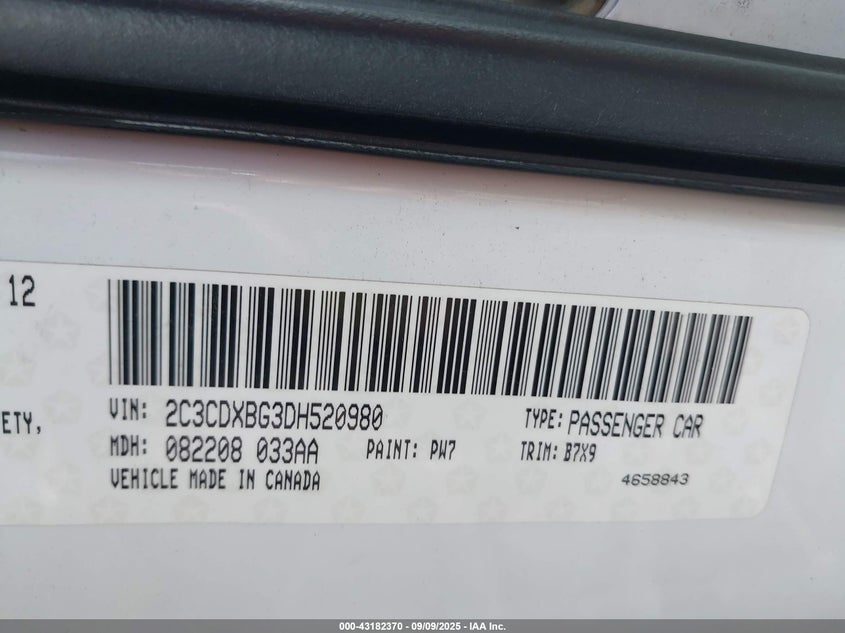 12
ETY,
VIN: 2C3CDXBG3DH520980 TYPE: PASSENGER CAR
MDH: 082208 033AA PAINT: PW7 TRIM: B7X9
VEHICLE MADE IN CANADA 4658843
000-43182370 - 09/09/2025 - IAA Inc.